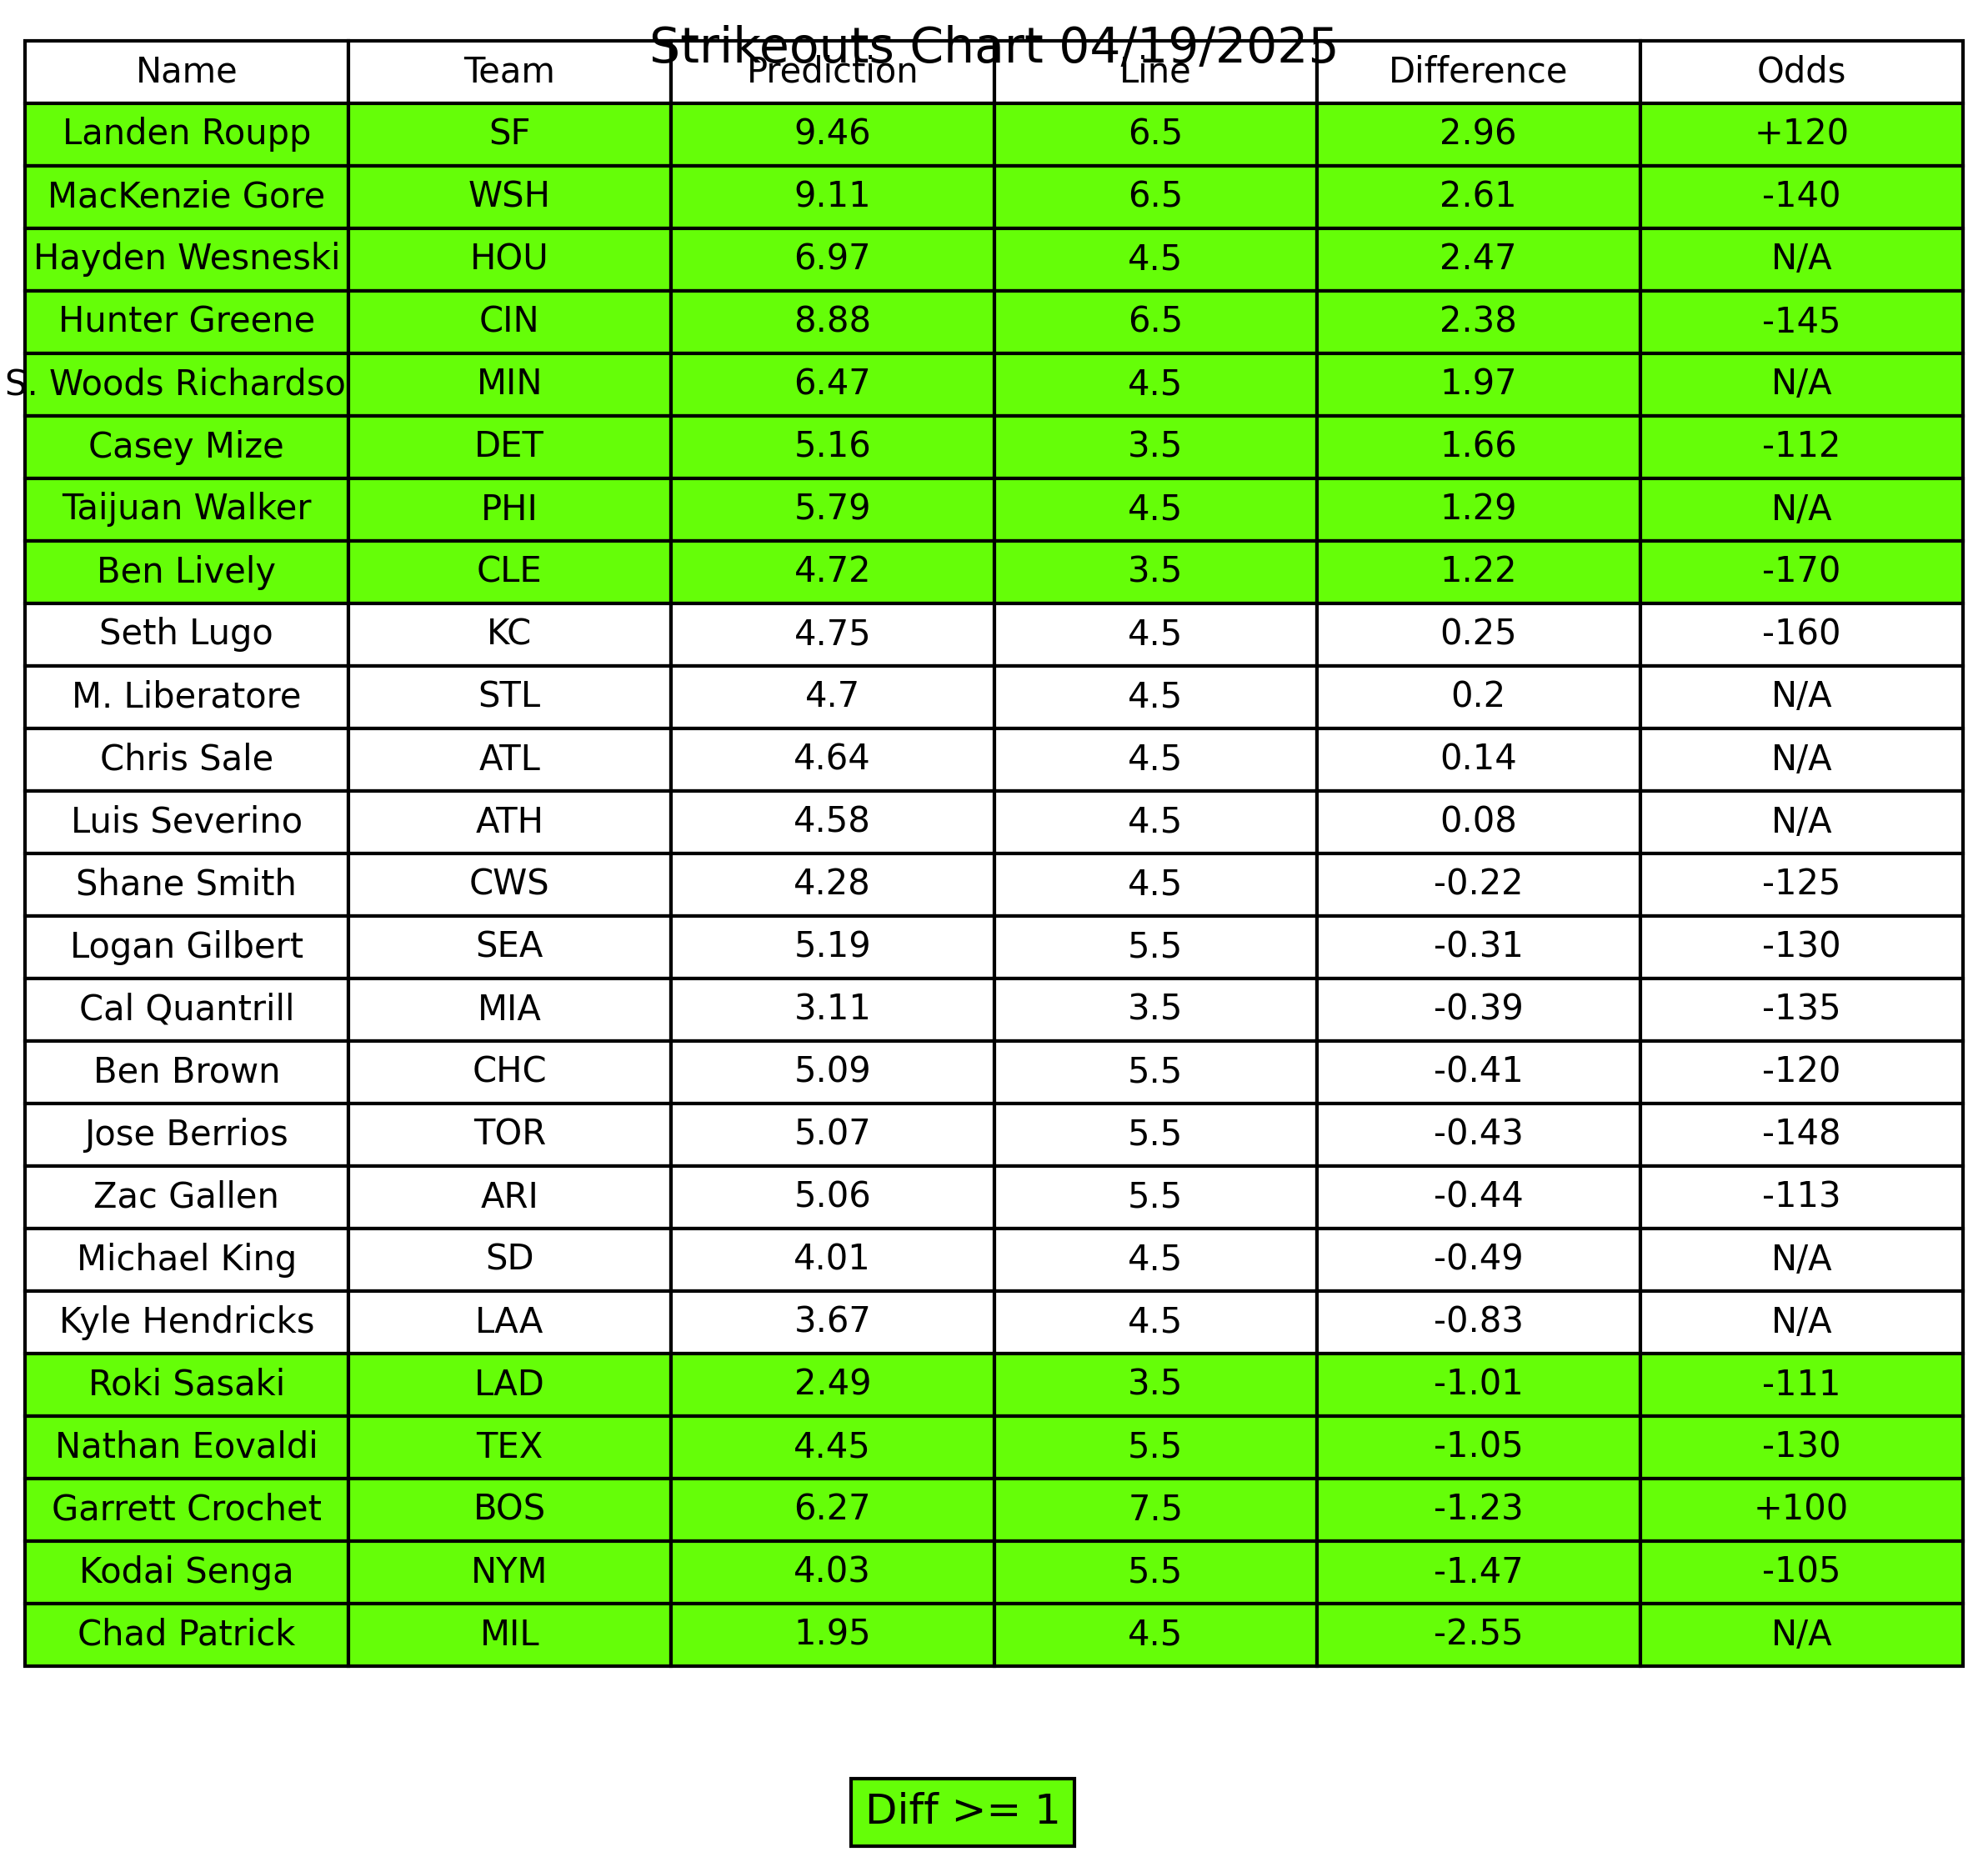 Strikeouts Chart 04/19/2025
Name Team Prediction Line Difference Odds
Landen Roupp SF 9.46 6.5 2.96 +120
MacKenzie Gore WSH 9.11 6.5 2.61 -140
Hayden Wesneski HOU 6.97 4.5 2.47 N/A
Hunter Greene CIN 8.88 6.5 2.38 -145
S. Woods Richardso MIN 6.47 4.5 1.97 N/A
Casey Mize DET 5.16 3.5 1.66 -112
Taijuan Walker PHI 5.79 4.5 1.29 N/A
Ben Lively CLE 4.72 3.5 1.22 -170
Seth Lugo KC 4.75 4.5 0.25 -160
M. Liberatore STL 4.7 4.5 0.2 N/A
Chris Sale ATL 4.64 4.5 0.14 N/A
Luis Severino ATH 4.58 4.5 0.08 N/A
Shane Smith CWS 4.28 4.5 -0.22 -125
Logan Gilbert SEA 5.19 5.5 -0.31 -130
Cal Quantrill MIA 3.11 3.5 -0.39 -135
Ben Brown CHC 5.09 5.5 -0.41 -120
Jose Berrios TOR 5.07 5.5 -0.43 -148
Zac Gallen ARI 5.06 5.5 -0.44 -113
Michael King SD 4.01 4.5 -0.49 N/A
Kyle Hendricks LAA 3.67 4.5 -0.83 N/A
Roki Sasaki LAD 2.49 3.5 -1.01 -111
Nathan Eovaldi TEX 4.45 5.5 -1.05 -130
Garrett Crochet BOS 6.27 7.5 -1.23 +100
Kodai Senga NYM 4.03 5.5 -1.47 -105
Chad Patrick MIL 1.95 4.5 -2.55 N/A
Diff >= 1